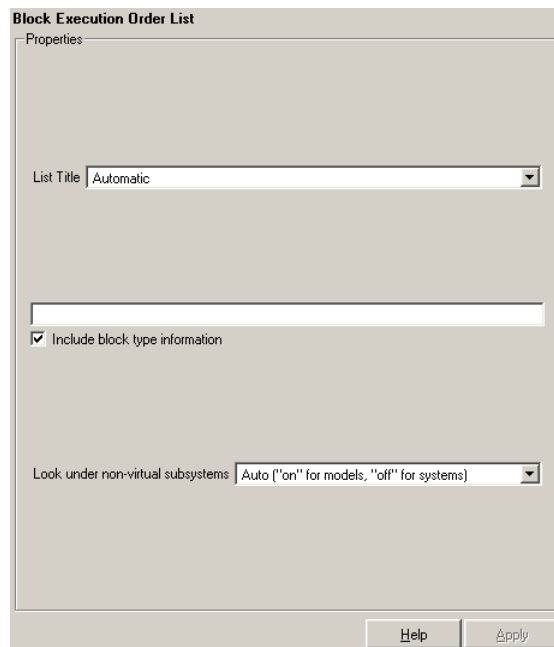 Block Execution Order List
Properties
List Title Automatic
Include block type information
Look under non-virtual subsystems Auto ("on" for models, "off" for systems)
Help Apply